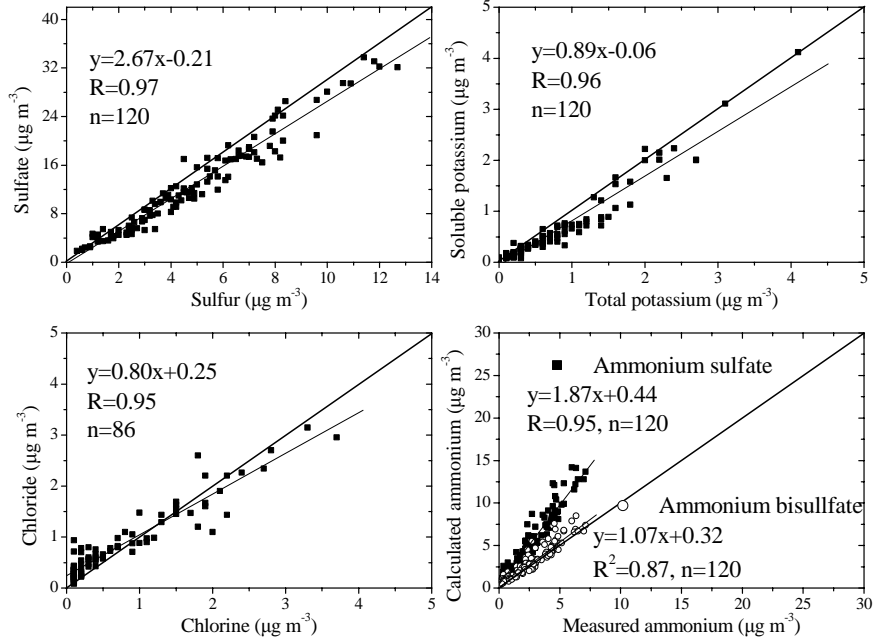 42
32
24
16
8
0
Sulfate (μg m⁻³)
y=2.67x-0.21
R=0.97
n=120
0 2 4 6 8 10 12 14
Sulfur (μg m⁻³)
5
4
3
2
1
0
Soluble potassium (μg m⁻³)
y=0.89x-0.06
R=0.96
n=120
0 1 2 3 4 5
Total potassium (μg m⁻³)
5
4
3
2
1
0
Chloride (μg m⁻³)
y=0.80x+0.25
R=0.95
n=86
0 1 2 3 4 5
Chlorine (μg m⁻³)
30
25
20
15
10
5
0
Calculated ammonium (μg m⁻³)
Ammonium sulfate
y=1.87x+0.44
R=0.95, n=120
Ammonium bisullfate
y=1.07x+0.32
R²=0.87, n=120
0 5 10 15 20 25 30
Measured ammonium (μg m⁻³)